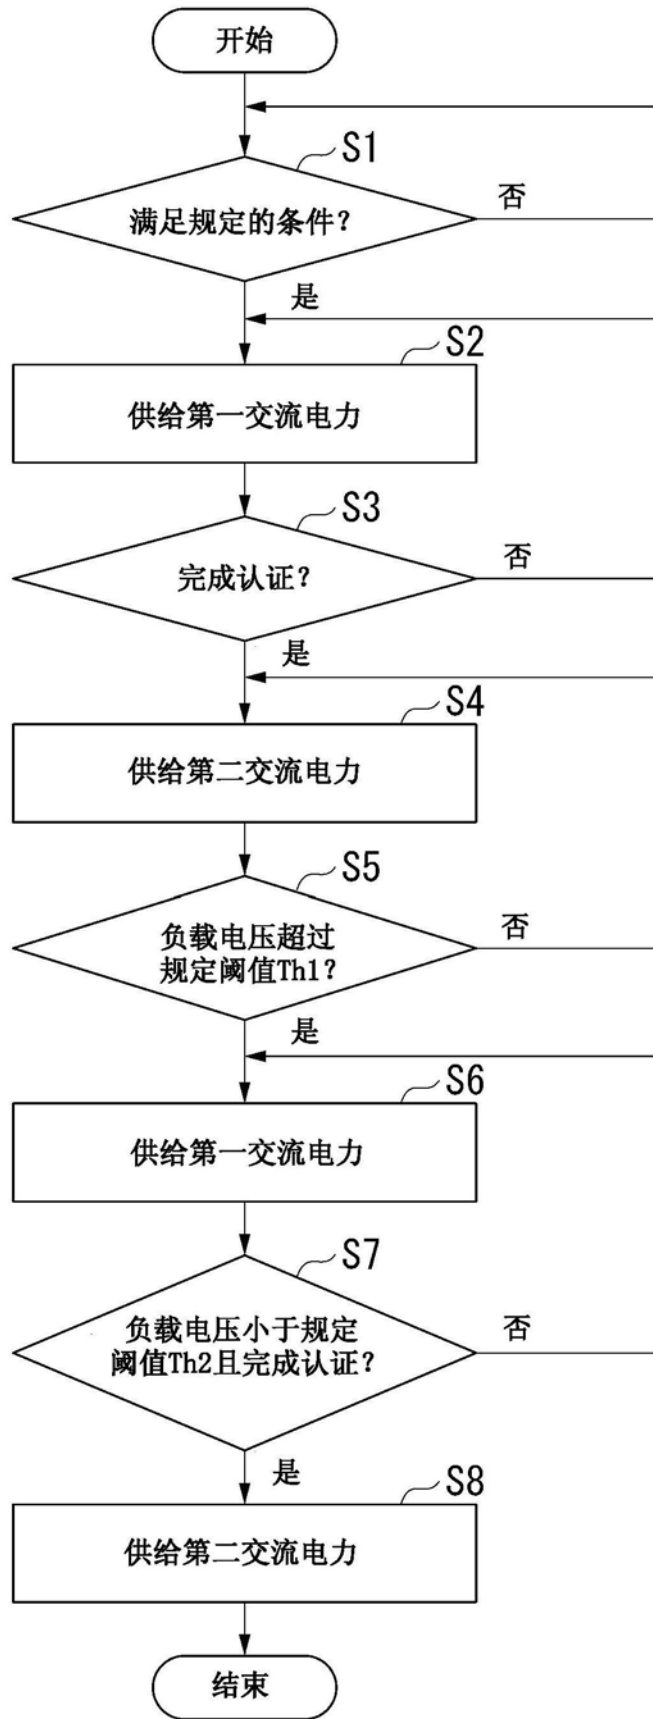 开始
S1
满足规定的条件?
否
是
S2
供给第一交流电力
S3
完成认证?
否
是
S4
供给第二交流电力
S5
负载电压超过
规定阈值Th1?
否
是
S6
供给第一交流电力
S7
负载电压小于规定
阈值Th2且完成认证?
否
是
S8
供给第二交流电力
结束